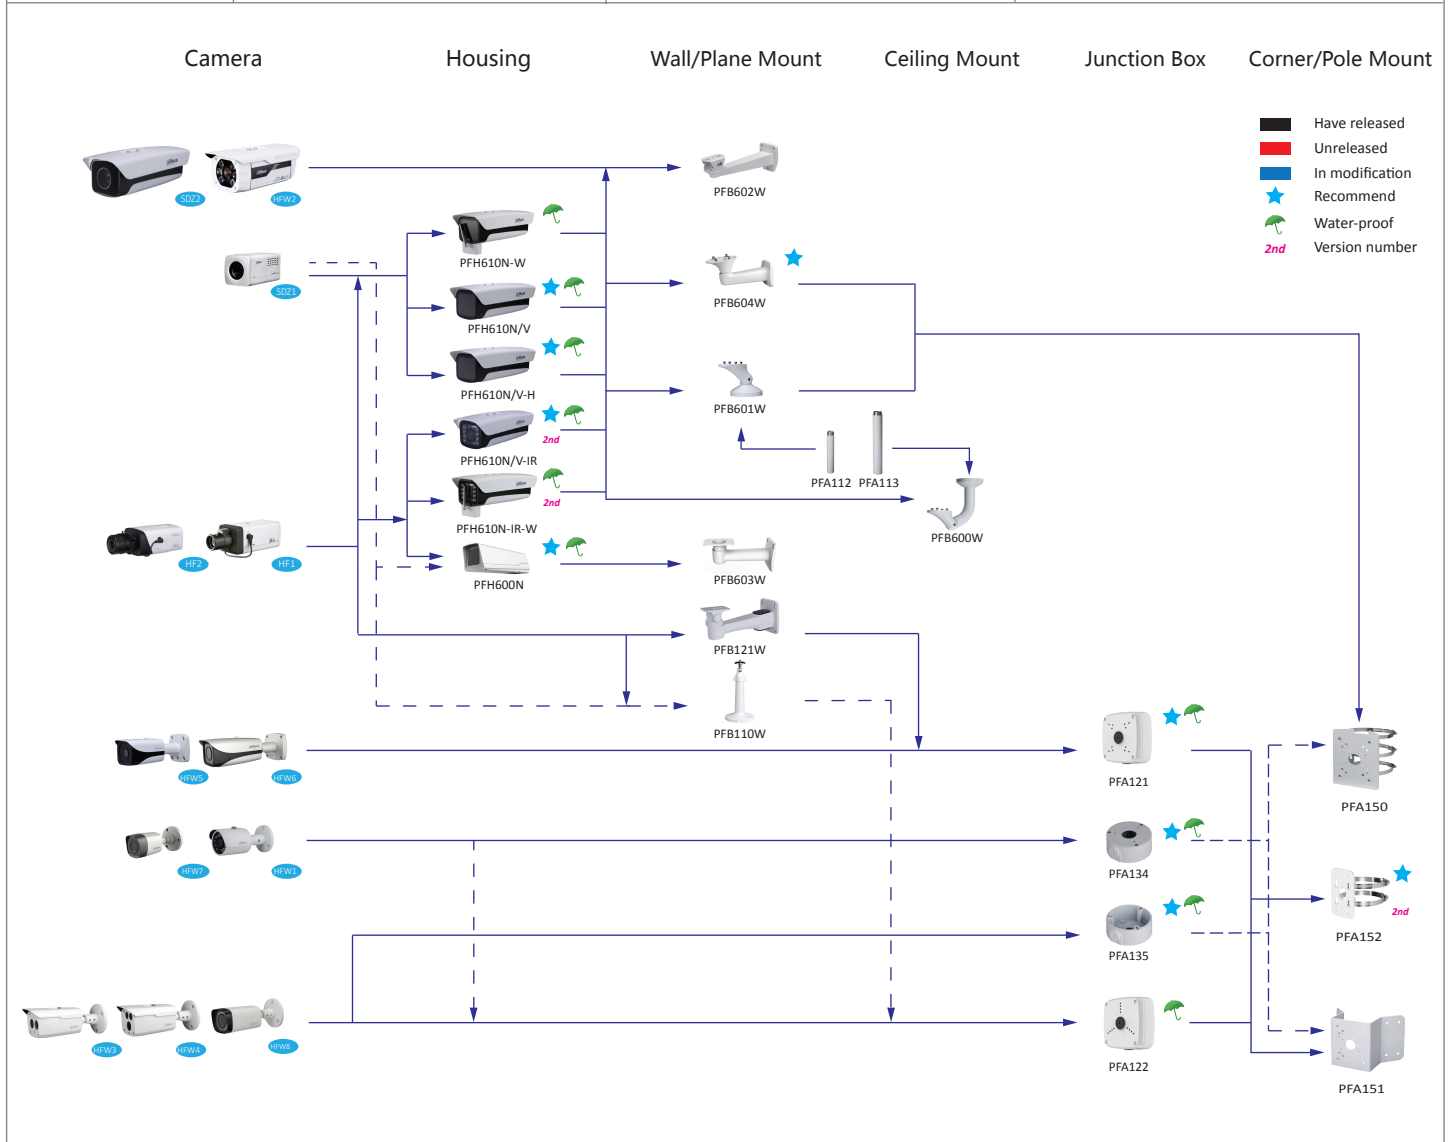 Camera
Housing
Wall/Plane Mount
Ceiling Mount
Junction Box
Corner/Pole Mount
Have released
Unreleased
In modification
Recommend
Water-proof
2nd Version number
SDZ2
HFW2
PFB602W
PFH610N-W
SDZ1
PFB604W
PFH610N/V
PFH610N/V-H
PFB601W
2nd
PFH610N/V-IR
PFA112
PFA113
2nd
PFH610N-IR-W
PFB600W
HF2
HF1
PFH600N
PFB603W
PFB121W
PFB110W
HFW5
HFW6
PFA121
PFA150
HFW7
HFW1
PFA134
2nd
PFA152
PFA135
HFW3
HFW4
HFW8
PFA122
PFA151